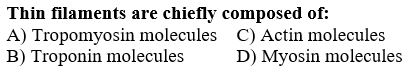 Thin filaments are chiefly composed of:
A) Tropomyosin molecules C) Actin molecules
B) Troponin molecules D) Myosin molecules